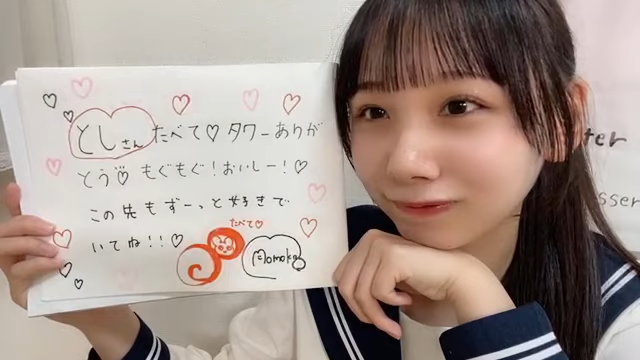 としさん たべて♡タワーありが
とう♡もぐもぐ!おいしー!♡
この先もずーっと好きで
いてね!!♡
たべて♡
Momoka
ter
sser